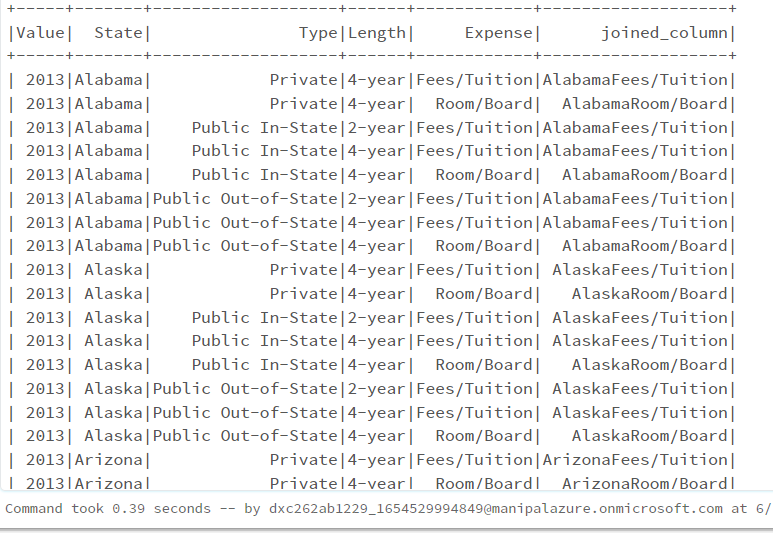 +-----+-------+-------------------+------+------------+-------------------+
|Value|  State|               Type|Length|     Expense|      joined_column|
+-----+-------+-------------------+------+------------+-------------------+
| 2013|Alabama|            Private|4-year|Fees/Tuition|AlabamaFees/Tuition|
| 2013|Alabama|            Private|4-year|  Room/Board|  AlabamaRoom/Board|
| 2013|Alabama|    Public In-State|2-year|Fees/Tuition|AlabamaFees/Tuition|
| 2013|Alabama|    Public In-State|4-year|Fees/Tuition|AlabamaFees/Tuition|
| 2013|Alabama|    Public In-State|4-year|  Room/Board|  AlabamaRoom/Board|
| 2013|Alabama|Public Out-of-State|2-year|Fees/Tuition|AlabamaFees/Tuition|
| 2013|Alabama|Public Out-of-State|4-year|Fees/Tuition|AlabamaFees/Tuition|
| 2013|Alabama|Public Out-of-State|4-year|  Room/Board|  AlabamaRoom/Board|
| 2013| Alaska|            Private|4-year|Fees/Tuition| AlaskaFees/Tuition|
| 2013| Alaska|            Private|4-year|  Room/Board|   AlaskaRoom/Board|
| 2013| Alaska|    Public In-State|2-year|Fees/Tuition| AlaskaFees/Tuition|
| 2013| Alaska|    Public In-State|4-year|Fees/Tuition| AlaskaFees/Tuition|
| 2013| Alaska|    Public In-State|4-year|  Room/Board|   AlaskaRoom/Board|
| 2013| Alaska|Public Out-of-State|2-year|Fees/Tuition| AlaskaFees/Tuition|
| 2013| Alaska|Public Out-of-State|4-year|Fees/Tuition| AlaskaFees/Tuition|
| 2013| Alaska|Public Out-of-State|4-year|  Room/Board|   AlaskaRoom/Board|
| 2013|Arizona|            Private|4-year|Fees/Tuition|ArizonaFees/Tuition|
| 2013|Arizona|            Private|4-year|  Room/Board|  ArizonaRoom/Board|
Command took 0.39 seconds -- by dxc262ab1229_1654529994849@manipalazure.onmicrosoft.com at 6/